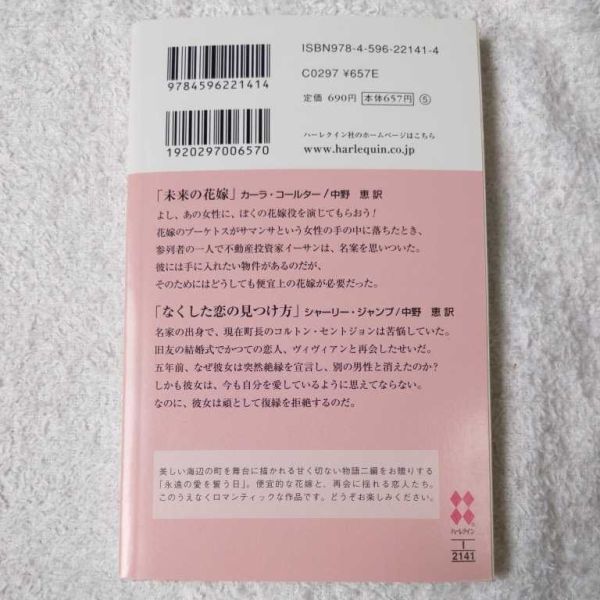 ISBN978-4-596-22141-4
9784596221414
C0297 ¥657E
定価 690円 本体657円 ⑤
1920297006570
ハーレクイン社のホームページはこちら
www.harlequin.co.jp
「未来の花嫁」カーラ・コールター/中野 恵 訳
よし、あの女性に、ぼくの花嫁役を演じてもらおう!
花嫁のブーケトスがサマンサという女性の手の中に落ちたとき、
参列者の一人で不動産投資家イーサンは、名案を思いついた。
彼には手に入れたい物件があるのだが、
そのためにはどうしても便宜上の花嫁が必要だった。
「なくした恋の見つけ方」シャーリー・ジャンプ/中野 恵 訳
名家の出身で、現在町長のコルトン・セントジョンは苦悩していた。
旧友の結婚式でかつての恋人、ヴィヴィアンと再会したせいだ。
五年前、なぜ彼女は突然絶縁を宣言し、別の男性と消えたのか?
しかも彼女は、今も自分を愛しているように思えてならない。
なのに、彼女は頑として復縁を拒絶するのだ。
美しい海辺の町を舞台に描かれる甘く切ない物語二編をお贈りする
「永遠の愛を誓う日」。便宜的な花嫁と、再会に揺れる恋人たち。
このうえなくロマンティックな作品です。どうぞお楽しみください。
ハーレクイン
I
2141